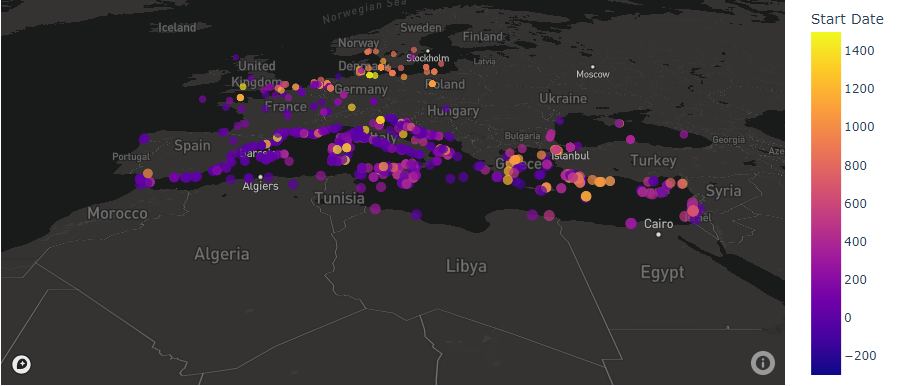 Start Date
1400
1200
1000
800
600
400
200
0
−200
Norwegian Sea
Iceland
Sweden
Finland
Norway
Stockholm
Latvia
Moscow
United
Kingdom
Denmark
Germany
Poland
France
Ukraine
Hungary
Spain
Italy
Bulgaria
Georgia
Portugal
Greece
Istanbul
Turkey
Algiers
Tunisia
Syria
Morocco
Cairo
Algeria
Libya
Egypt